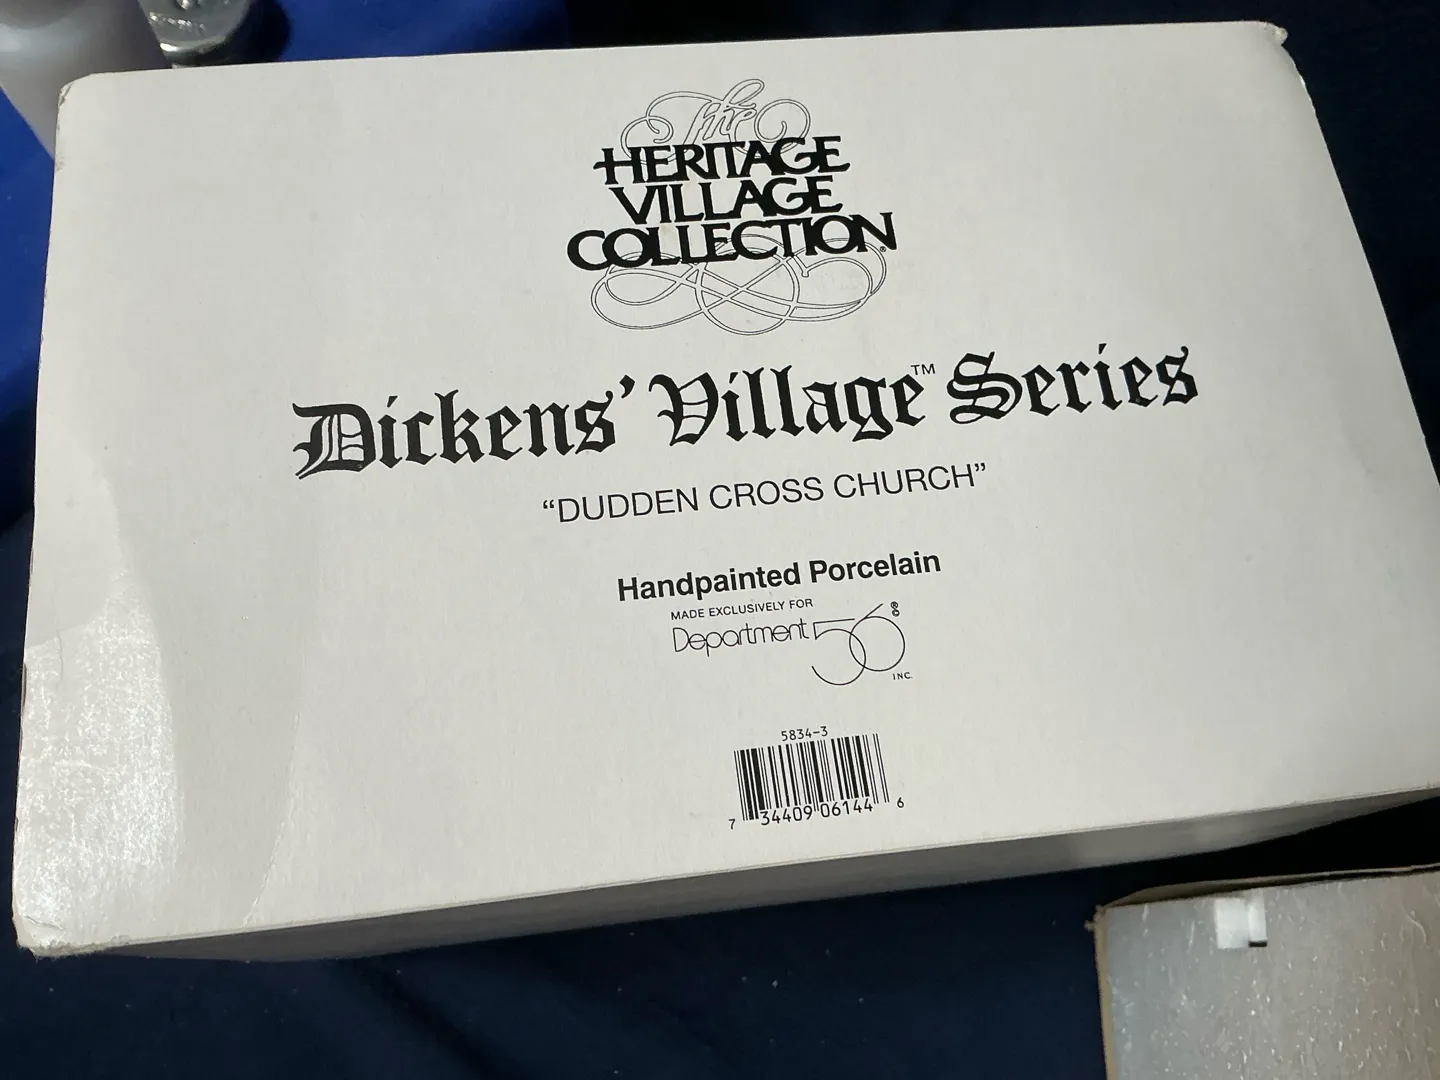 The
HERITAGE
VILLAGE
COLLECTION®
Dickens' Village™ Series
“DUDDEN CROSS CHURCH”
Handpainted Porcelain
MADE EXCLUSIVELY FOR
Department 56®©
INC.
5834-3
7 34409 06144 6